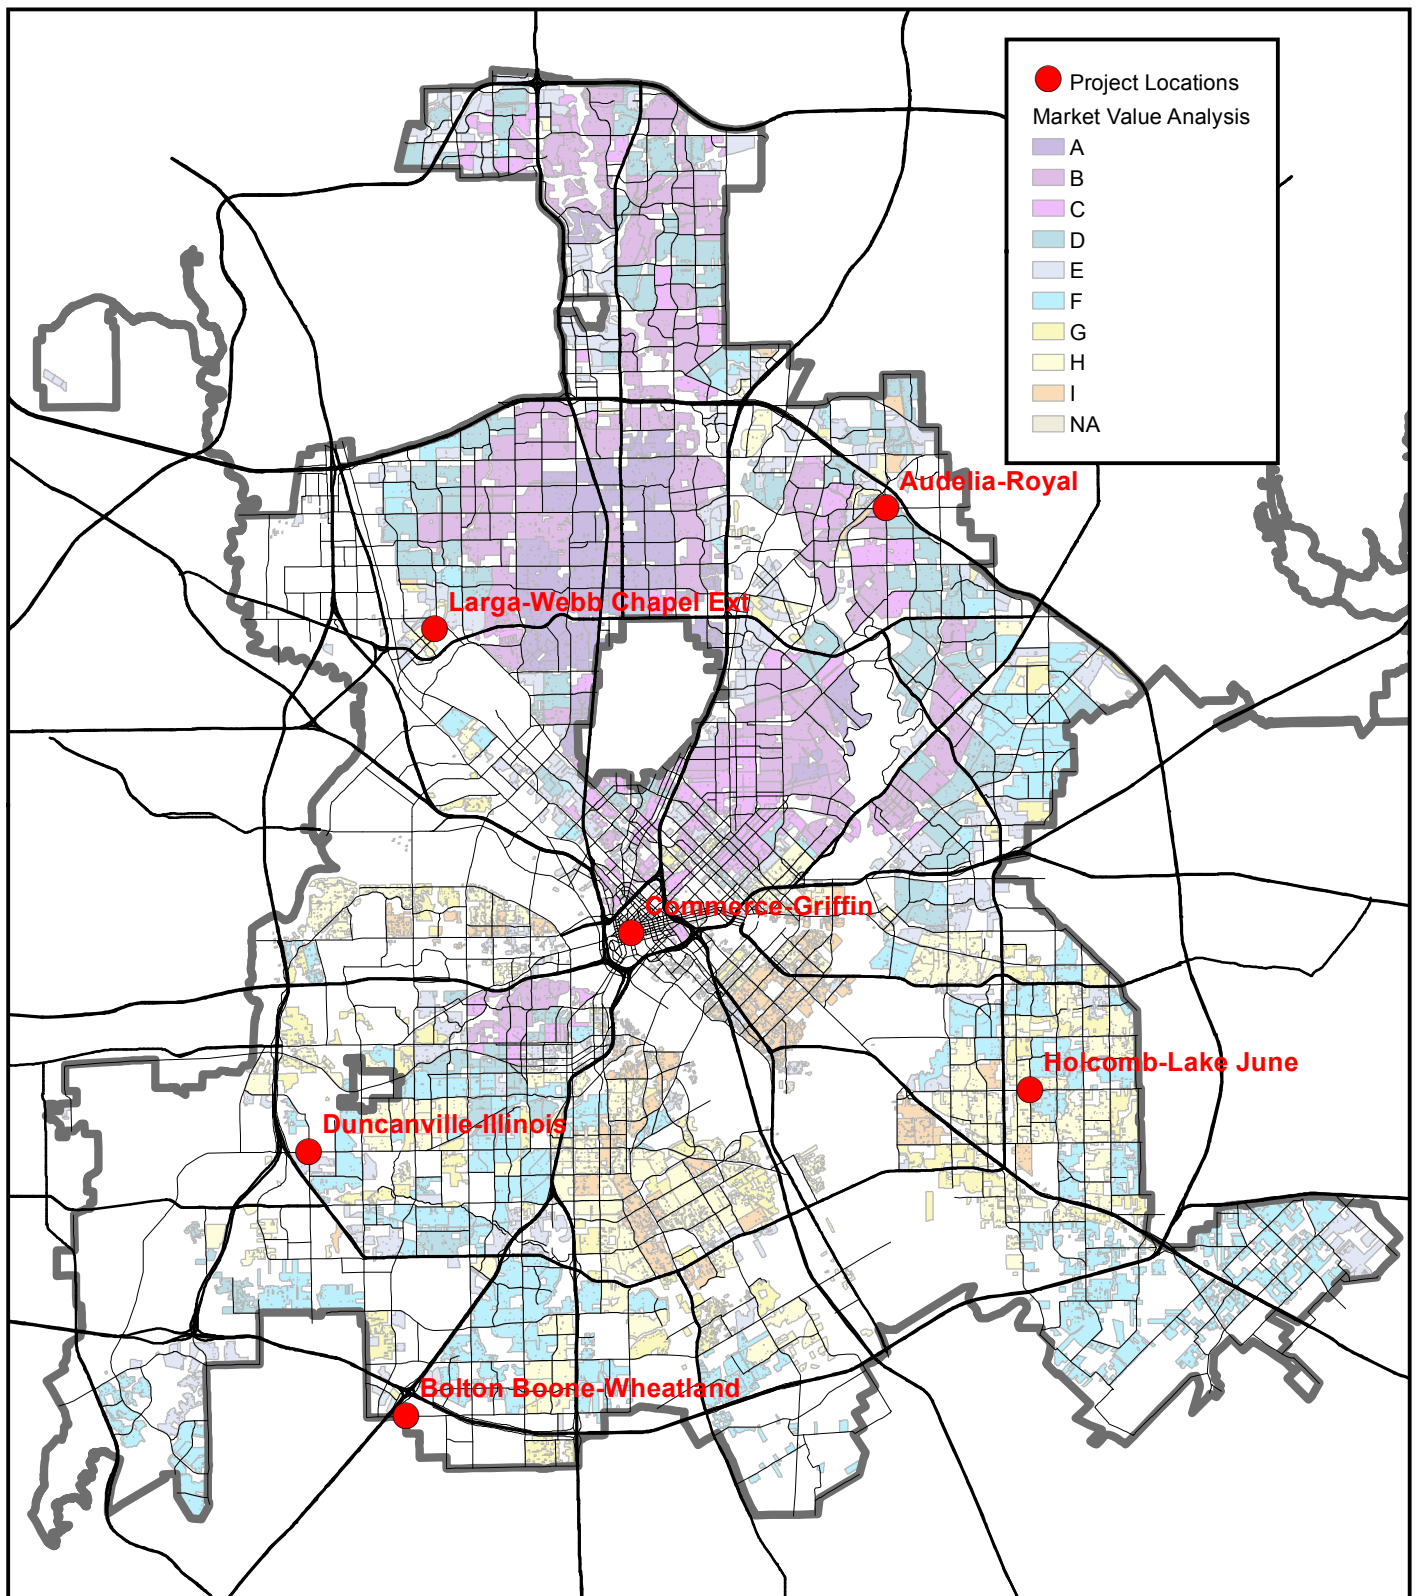 Project Locations
Market Value Analysis
A
B
C
D
E
F
G
H
I
NA
Audelia-Royal
Larga-Webb Chapel Ext
Commerce-Griffin
Holcomb-Lake June
Duncanville-Illinois
Bolton Boone-Wheatland